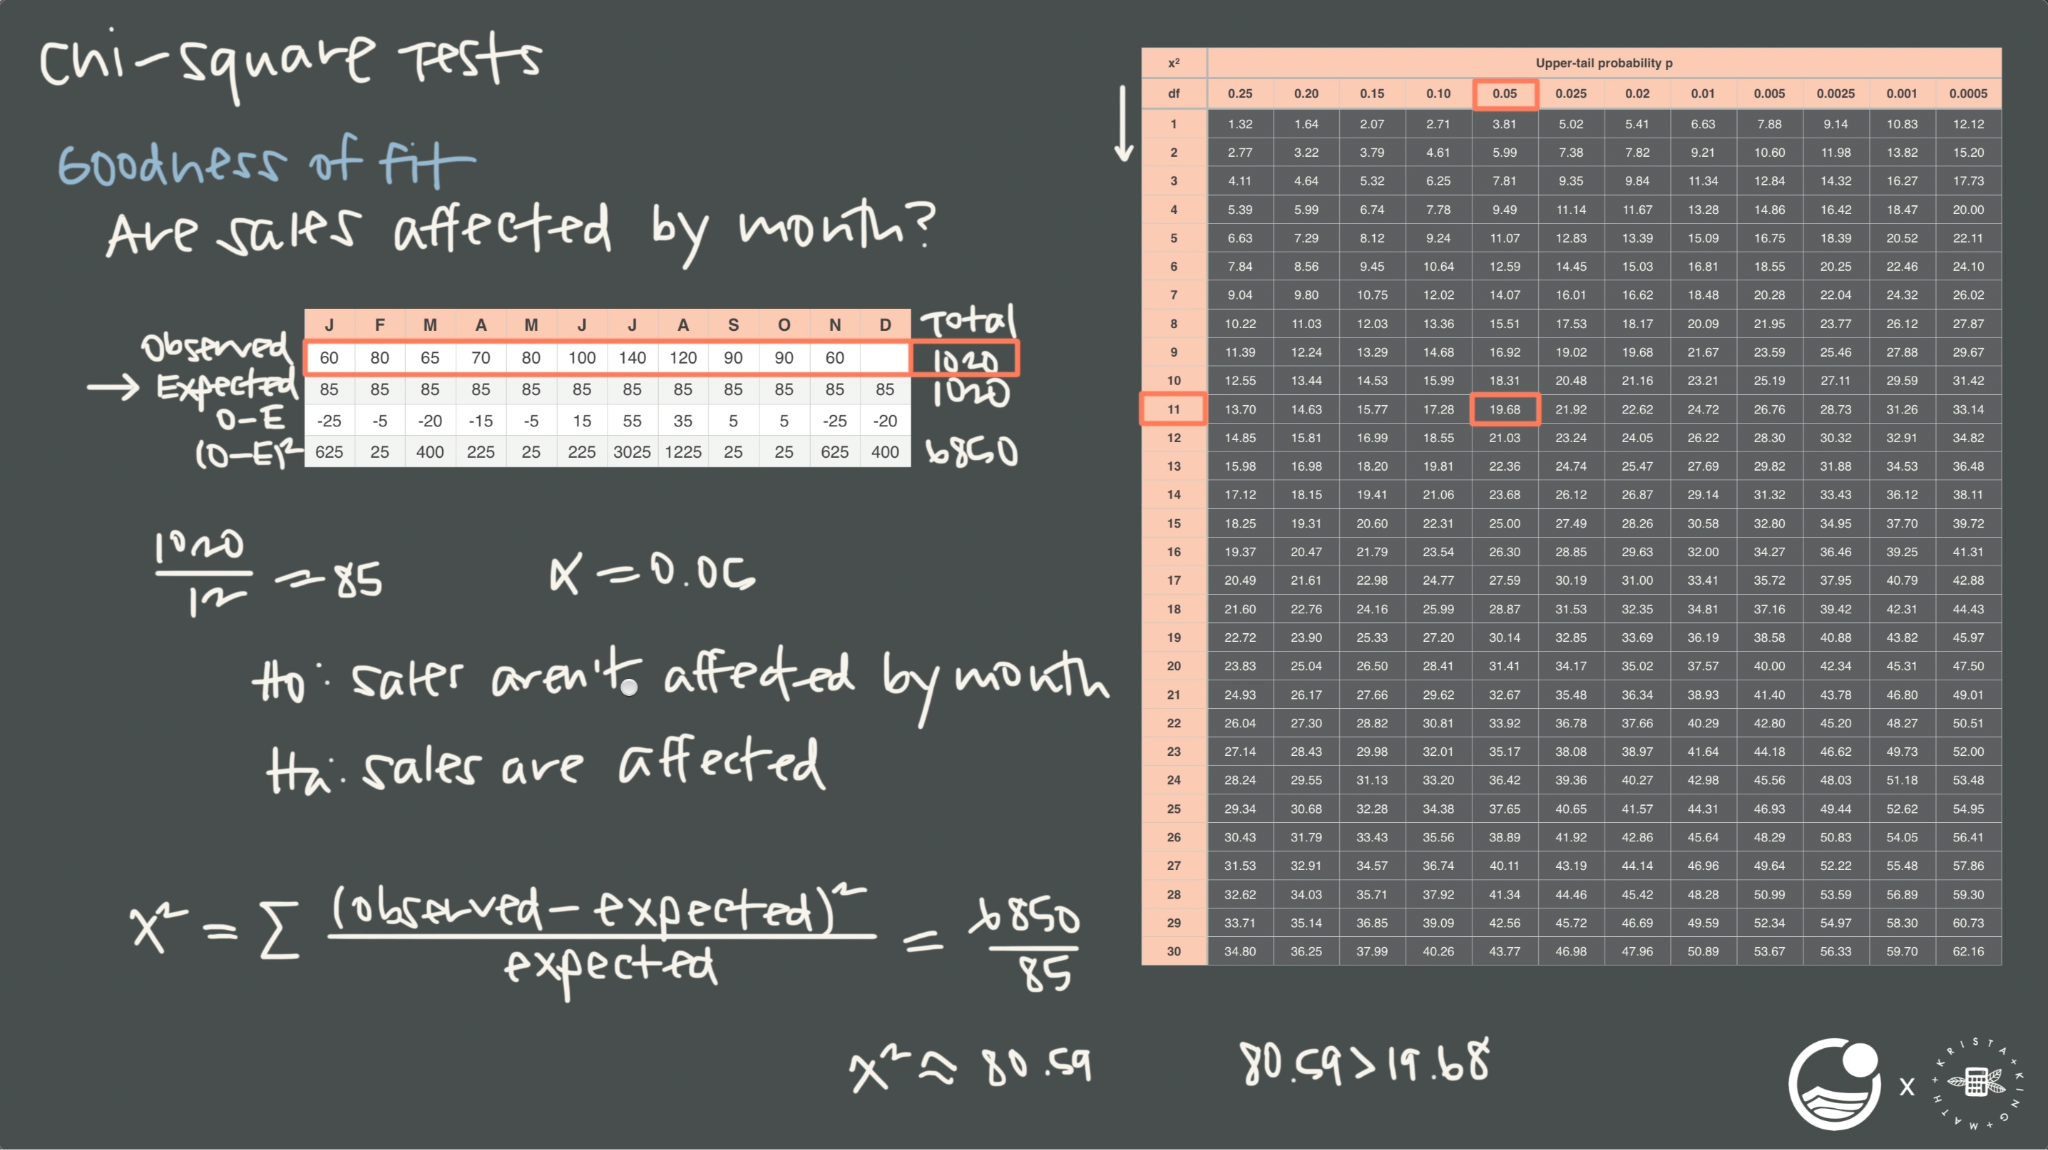 Chi-square Tests
Goodness of fit
Are sales affected by month?
J F M A M J J A S O N D Total
Observed 60 80 65 70 80 100 140 120 90 90 60 1020
→ Expected 85 85 85 85 85 85 85 85 85 85 85 85 1020
O-E -25 -5 -20 -15 -5 15 55 35 5 5 -25 -20
(O-E)² 625 25 400 225 25 225 3025 1225 25 25 625 400 6850
1020/12 = 85 α = 0.05
Ho: sales aren't affected by month
Ha: sales are affected
x² = Σ (observed-expected)²/expected = 6850/85
x² ≈ 80.59 80.59 > 19.68
x² Upper-tail probability p
df 0.25 0.20 0.15 0.10 0.05 0.025 0.02 0.01 0.005 0.0025 0.001 0.0005
1 1.32 1.64 2.07 2.71 3.81 5.02 5.41 6.63 7.88 9.14 10.83 12.12
2 2.77 3.22 3.79 4.61 5.99 7.38 7.82 9.21 10.60 11.98 13.82 15.20
3 4.11 4.64 5.32 6.25 7.81 9.35 9.84 11.34 12.84 14.32 16.27 17.73
4 5.39 5.99 6.74 7.78 9.49 11.14 11.67 13.28 14.86 16.42 18.47 20.00
5 6.63 7.29 8.12 9.24 11.07 12.83 13.39 15.09 16.75 18.39 20.52 22.11
6 7.84 8.56 9.45 10.64 12.59 14.45 15.03 16.81 18.55 20.25 22.46 24.10
7 9.04 9.80 10.75 12.02 14.07 16.01 16.62 18.48 20.28 22.04 24.32 26.02
8 10.22 11.03 12.03 13.36 15.51 17.53 18.17 20.09 21.95 23.77 26.12 27.87
9 11.39 12.24 13.29 14.68 16.92 19.02 19.68 21.67 23.59 25.46 27.88 29.67
10 12.55 13.44 14.53 15.99 18.31 20.48 21.16 23.21 25.19 27.11 29.59 31.42
11 13.70 14.63 15.77 17.28 19.68 21.92 22.62 24.72 26.76 28.73 31.26 33.14
12 14.85 15.81 16.99 18.55 21.03 23.24 24.05 26.22 28.30 30.32 32.91 34.82
13 15.98 16.98 18.20 19.81 22.36 24.74 25.47 27.69 29.82 31.88 34.53 36.48
14 17.12 18.15 19.41 21.06 23.68 26.12 26.87 29.14 31.32 33.43 36.12 38.11
15 18.25 19.31 20.60 22.31 25.00 27.49 28.26 30.58 32.80 34.95 37.70 39.72
16 19.37 20.47 21.79 23.54 26.30 28.85 29.63 32.00 34.27 36.46 39.25 41.31
17 20.49 21.61 22.98 24.77 27.59 30.19 31.00 33.41 35.72 37.95 40.79 42.88
18 21.60 22.76 24.16 25.99 28.87 31.53 32.35 34.81 37.16 39.42 42.31 44.43
19 22.72 23.90 25.33 27.20 30.14 32.85 33.69 36.19 38.58 40.88 43.82 45.97
20 23.83 25.04 26.50 28.41 31.41 34.17 35.02 37.57 40.00 42.34 45.31 47.50
21 24.93 26.17 27.66 29.62 32.67 35.48 36.34 38.93 41.40 43.78 46.80 49.01
22 26.04 27.30 28.82 30.81 33.92 36.78 37.66 40.29 42.80 45.20 48.27 50.51
23 27.14 28.43 29.98 32.01 35.17 38.08 38.97 41.64 44.18 46.62 49.73 52.00
24 28.24 29.55 31.13 33.20 36.42 39.36 40.27 42.98 45.56 48.03 51.18 53.48
25 29.34 30.68 32.28 34.38 37.65 40.65 41.57 44.31 46.93 49.44 52.62 54.95
26 30.43 31.79 33.43 35.56 38.89 41.92 42.86 45.64 48.29 50.83 54.05 56.41
27 31.53 32.91 34.57 36.74 40.11 43.19 44.14 46.96 49.64 52.22 55.48 57.86
28 32.62 34.03 35.71 37.92 41.34 44.46 45.42 48.28 50.99 53.59 56.89 59.30
29 33.71 35.14 36.85 39.09 42.56 45.72 46.69 49.59 52.34 54.97 58.30 60.73
30 34.80 36.25 37.99 40.26 43.77 46.98 47.96 50.89 53.67 56.33 59.70 62.16
x
KRISTA + KING + MATH +